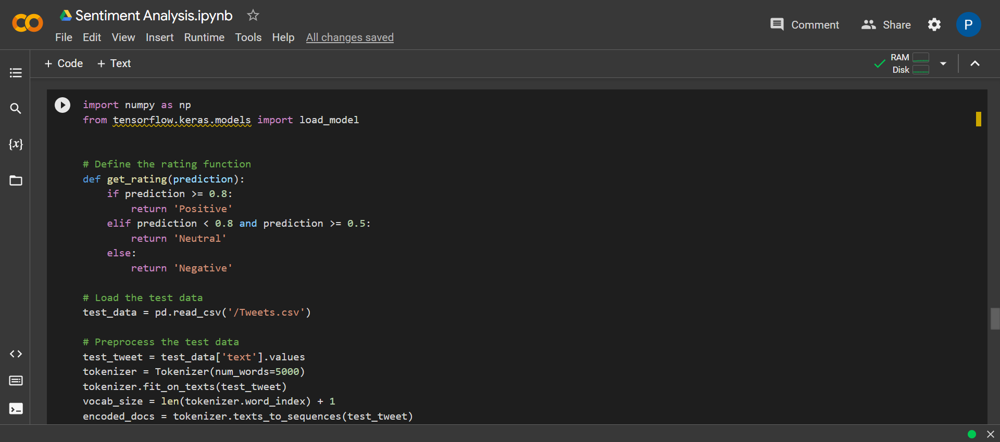 Sentiment Analysis.ipynb
File Edit View Insert Runtime Tools Help All changes saved
Comment Share P
+ Code + Text
RAM
Disk
{x}
import numpy as np
from tensorflow.keras.models import load_model
# Define the rating function
def get_rating(prediction):
    if prediction >= 0.8:
        return 'Positive'
    elif prediction < 0.8 and prediction >= 0.5:
        return 'Neutral'
    else:
        return 'Negative'
# Load the test data
test_data = pd.read_csv('/Tweets.csv')
# Preprocess the test data
test_tweet = test_data['text'].values
tokenizer = Tokenizer(num_words=5000)
tokenizer.fit_on_texts(test_tweet)
vocab_size = len(tokenizer.word_index) + 1
encoded_docs = tokenizer.texts_to_sequences(test_tweet)